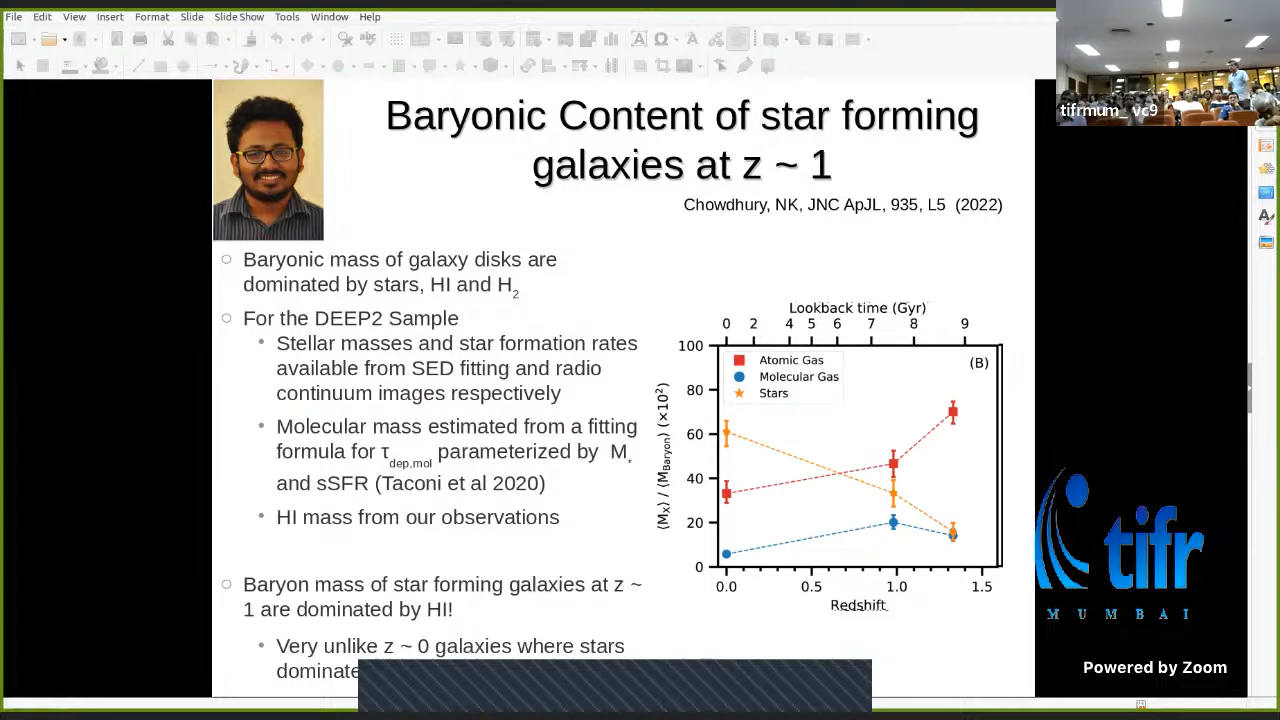 File Edit View Insert Format Slide Slide Show Tools Window Help
tifrmum_ vc9
Baryonic Content of star forming
galaxies at z ~ 1
Chowdhury, NK, JNC ApJL, 935, L5 (2022)
Baryonic mass of galaxy disks are
dominated by stars, HI and H2
For the DEEP2 Sample
Stellar masses and star formation rates
available from SED fitting and radio
continuum images respectively
Molecular mass estimated from a fitting
formula for τdep,mol parameterized by M*
and sSFR (Taconi et al 2020)
HI mass from our observations
Baryon mass of star forming galaxies at z ~
1 are dominated by HI!
Very unlike z ~ 0 galaxies where stars
dominate
Lookback time (Gyr)
0 2 4 5 6 7 8 9
100
80
60
40
20
0
⟨MX⟩ / ⟨MBaryon⟩ (×10²)
Atomic Gas
Molecular Gas
Stars
(B)
0.0 0.5 1.0 1.5
Redshift
tifr
MUMBAI
Powered by Zoom